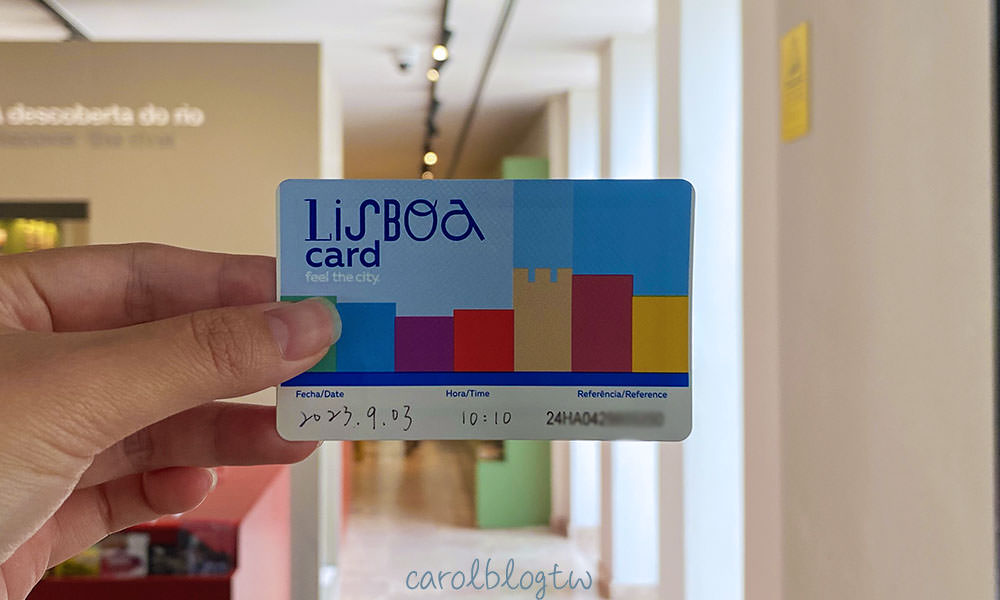 A descoberta do rio
LISBOA
card
feel the city.
Fecha/Date Hora/Time Referência/Reference
2023.9.03 10:10 24HA04
carolblogtw